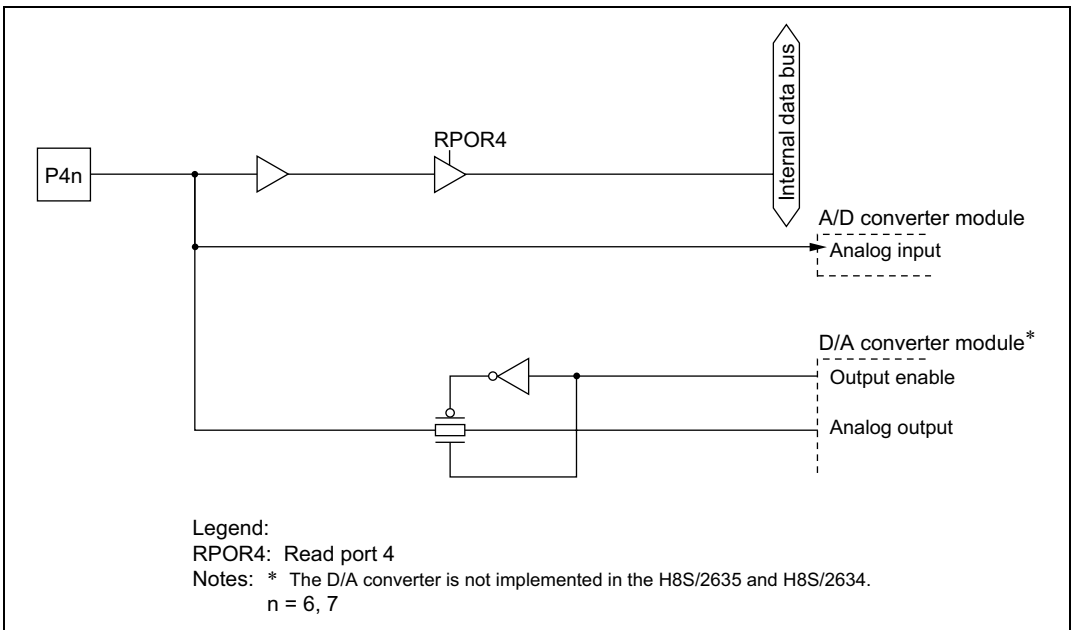 RPOR4
P4n
Internal data bus
A/D converter module
Analog input
D/A converter module*
Output enable
Analog output
Legend:
RPOR4: Read port 4
Notes: * The D/A converter is not implemented in the H8S/2635 and H8S/2634.
n = 6, 7